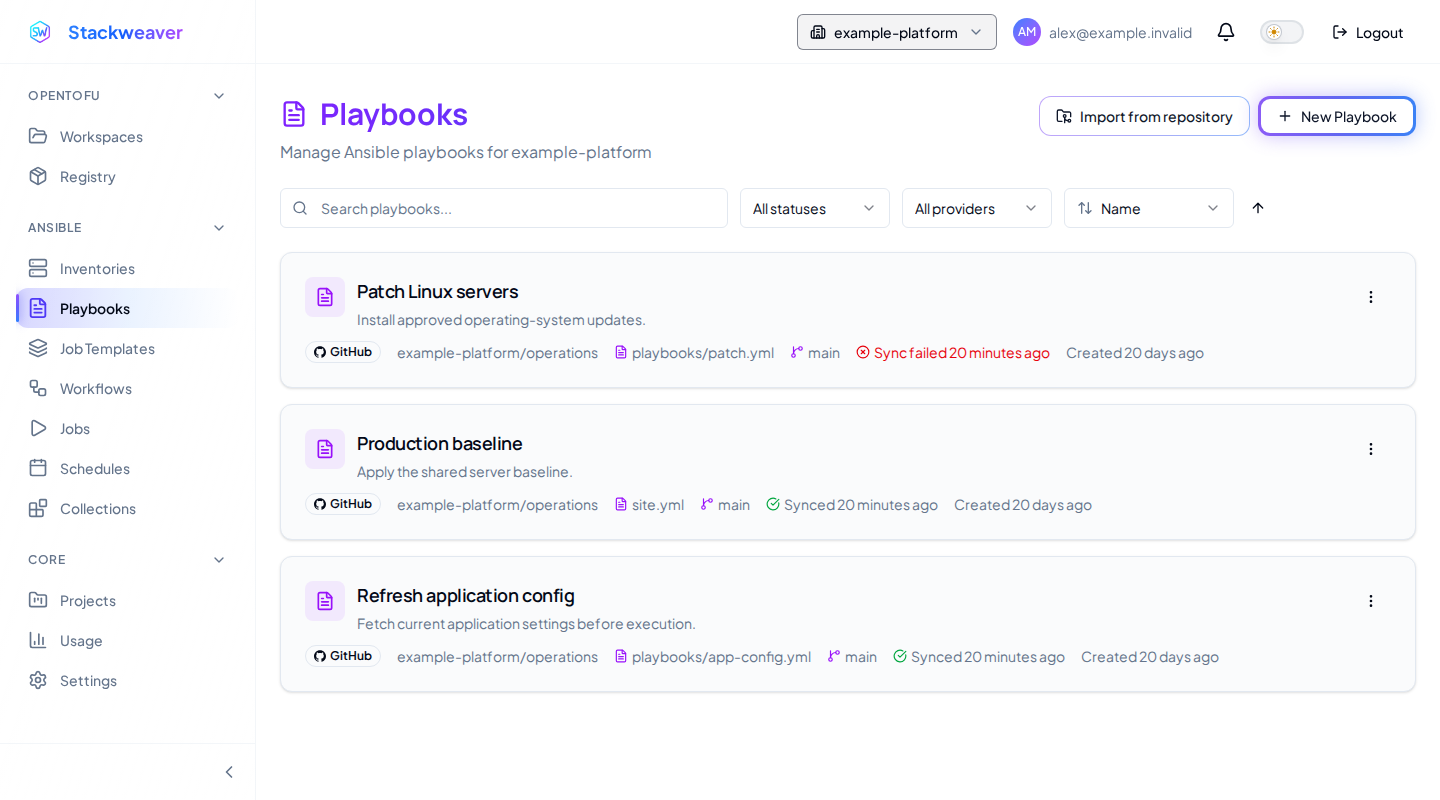 SW Stackweaver
example-platform
AM alex@example.invalid
Logout
OPENTOFU
Workspaces
Registry
ANSIBLE
Inventories
Playbooks
Job Templates
Workflows
Jobs
Schedules
Collections
CORE
Projects
Usage
Settings
Playbooks
Manage Ansible playbooks for example-platform
Import from repository
New Playbook
Search playbooks...
All statuses
All providers
Name
Patch Linux servers
Install approved operating-system updates.
GitHub example-platform/operations playbooks/patch.yml main Sync failed 20 minutes ago Created 20 days ago
Production baseline
Apply the shared server baseline.
GitHub example-platform/operations site.yml main Synced 20 minutes ago Created 20 days ago
Refresh application config
Fetch current application settings before execution.
GitHub example-platform/operations playbooks/app-config.yml main Synced 20 minutes ago Created 20 days ago